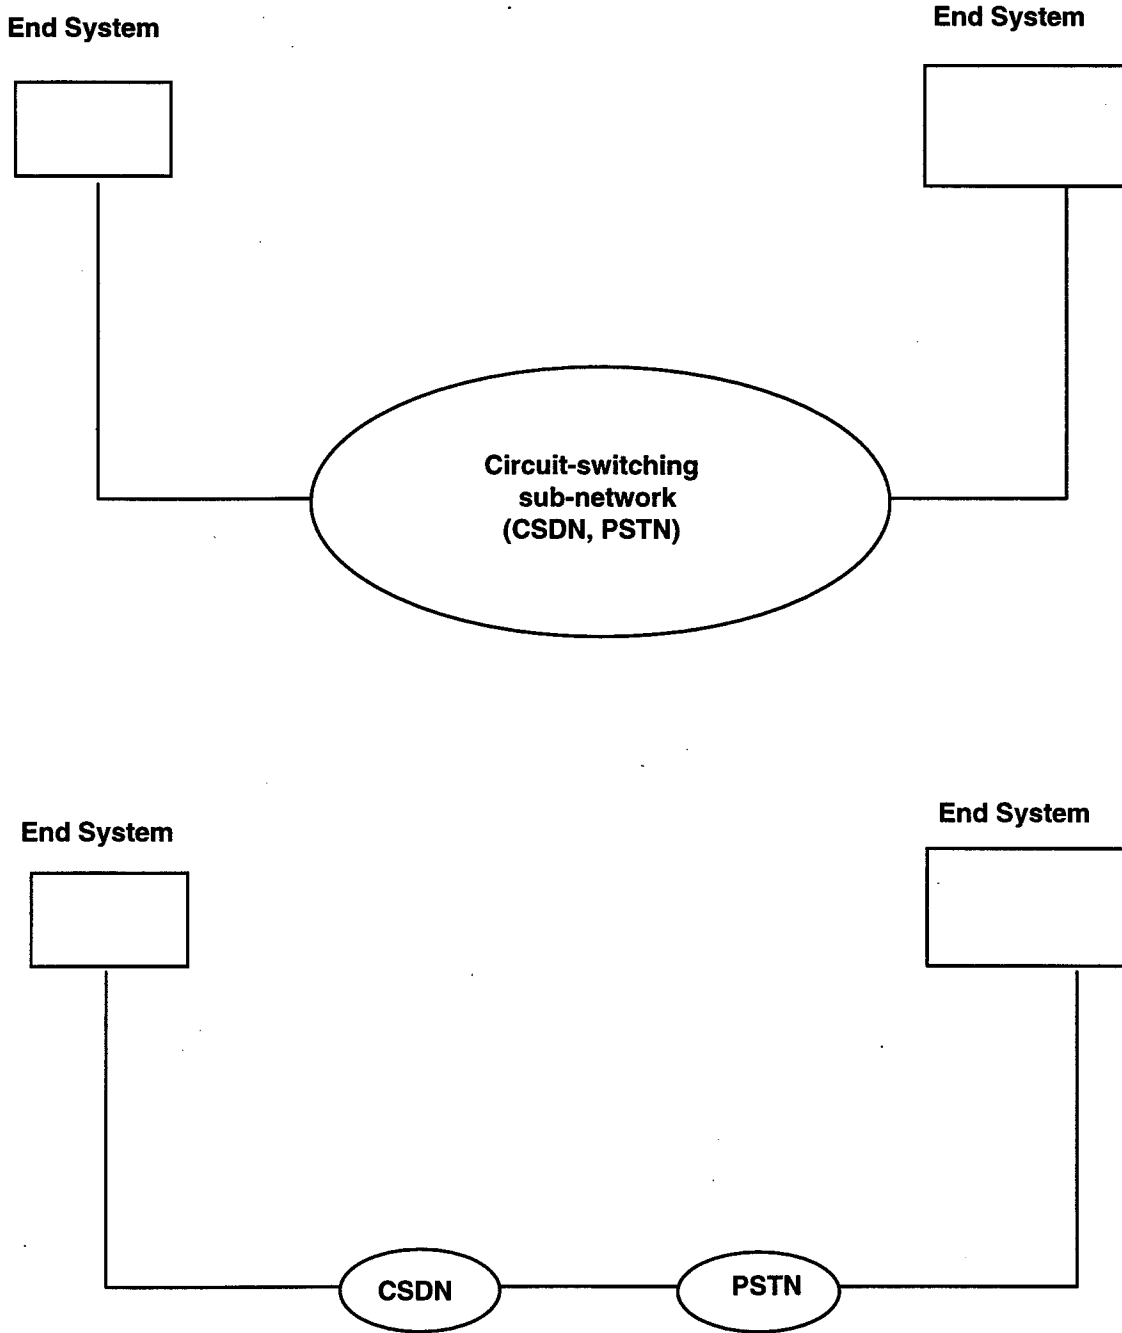 End System
End System
Circuit-switching
sub-network
(CSDN, PSTN)
End System
End System
CSDN
PSTN